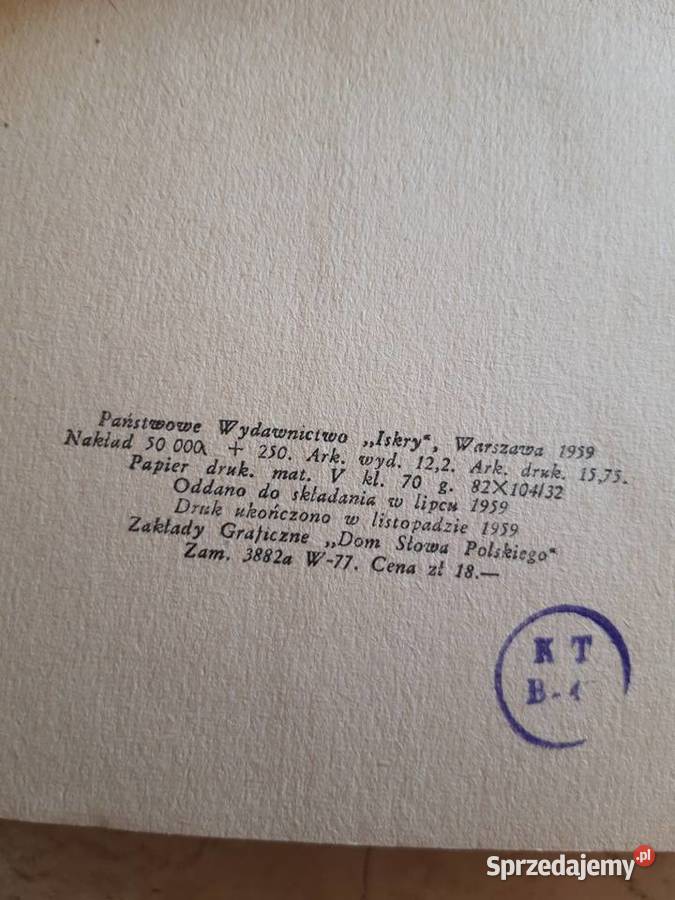 Państwowe Wydawnictwo „Iskry“, Warszawa 1959
Nakład 50 000 + 250. Ark. wyd. 12,2. Ark. druk. 15,75.
Papier druk. mat. V kl. 70 g. 82×104/32
Oddano do składania w lipcu 1959
Druk ukończono w listopadzie 1959
Zakłady Graficzne „Dom Słowa Polskiego“
Zam. 3882a W-77. Cena zł 18.—
K T
Sprzedajemy.pl